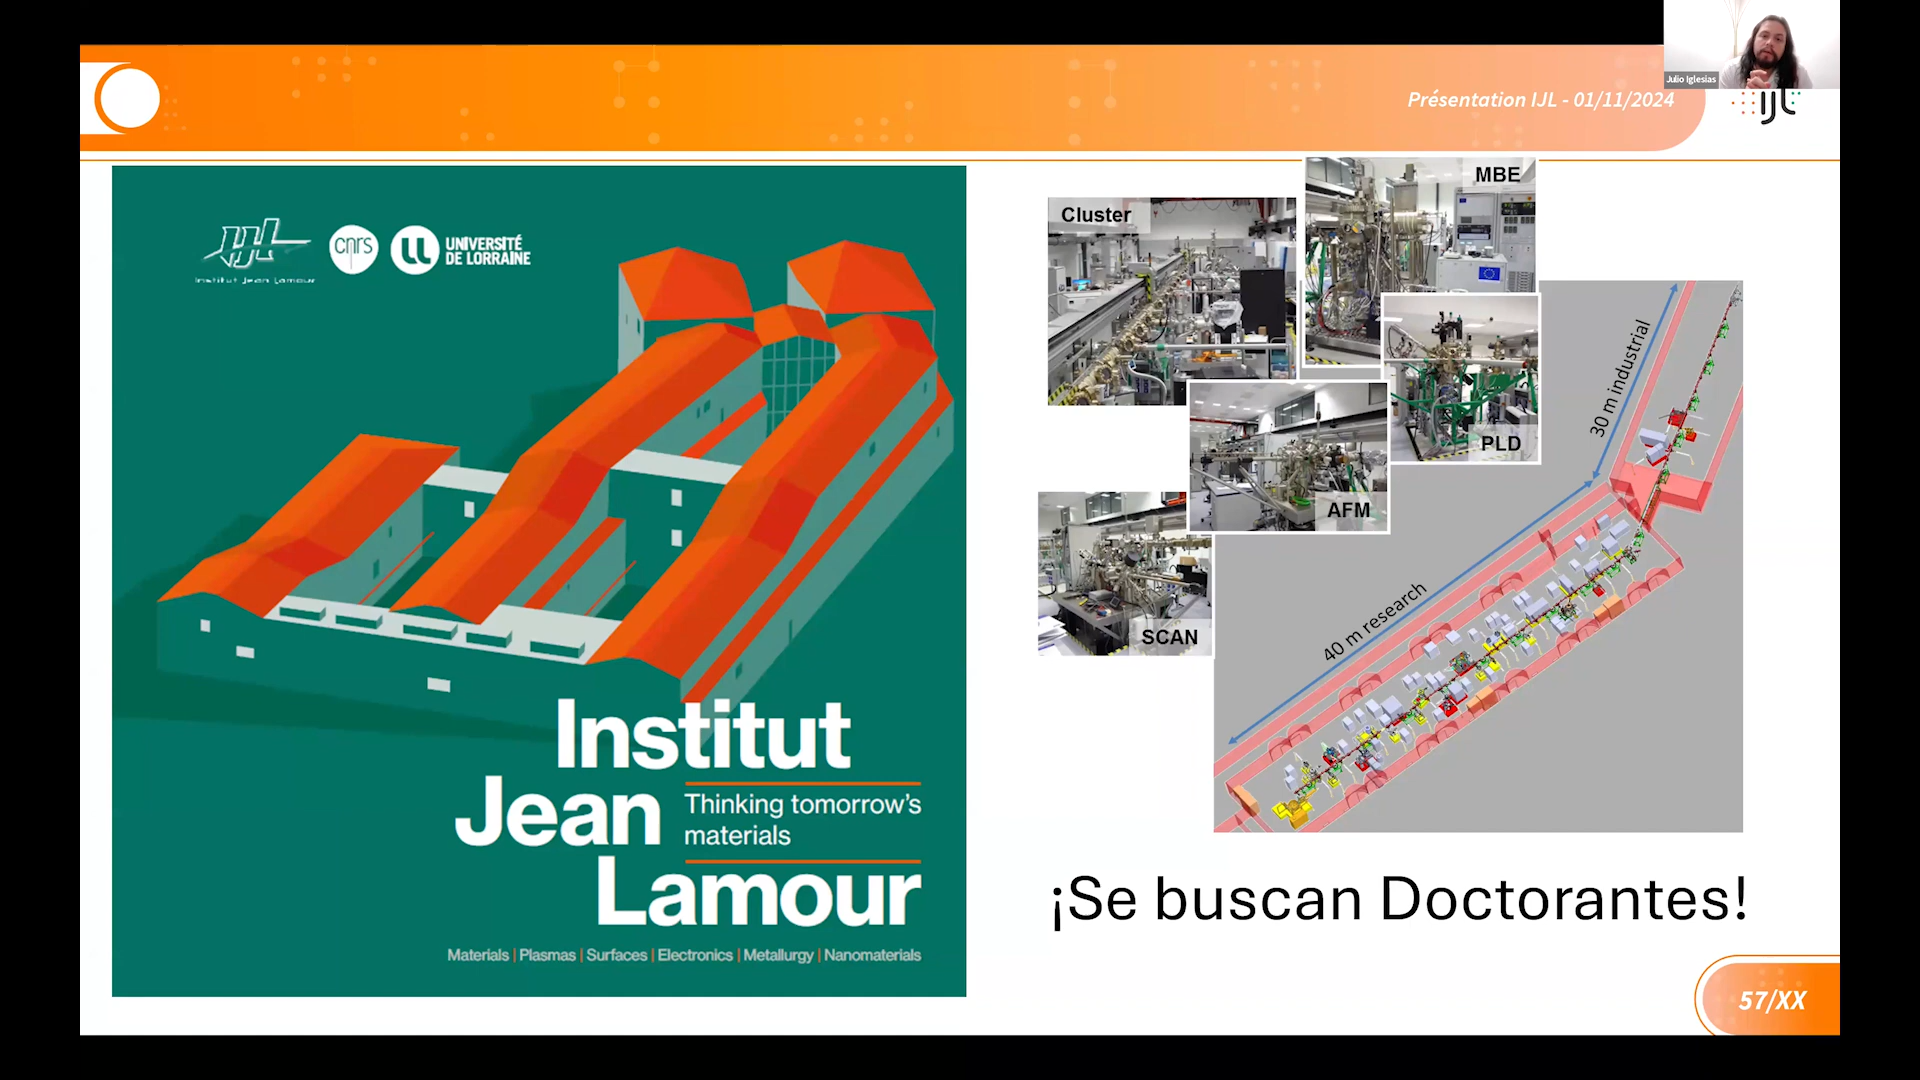 Julio Iglesias
Présentation IJL - 01/11/2024
ijL
IJL
Institut Jean Lamour
cnrs
UNIVERSITÉ
DE LORRAINE
Institut
Jean
Thinking tomorrow's
materials
Lamour
Materials | Plasmas | Surfaces | Electronics | Metallurgy | Nanomaterials
Cluster
MBE
PLD
AFM
SCAN
30 m industrial
40 m research
¡Se buscan Doctorantes!
57/XX